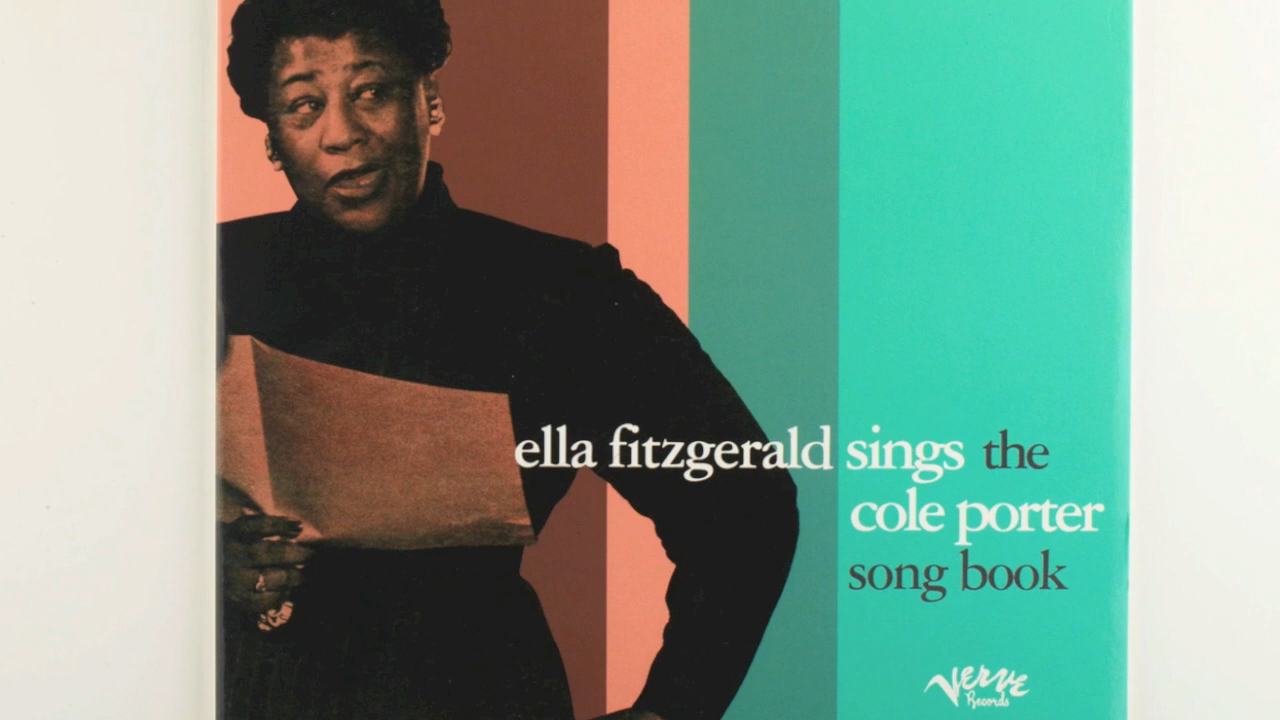 ella fitzgerald sings the
cole porter
song book
Verve
Records